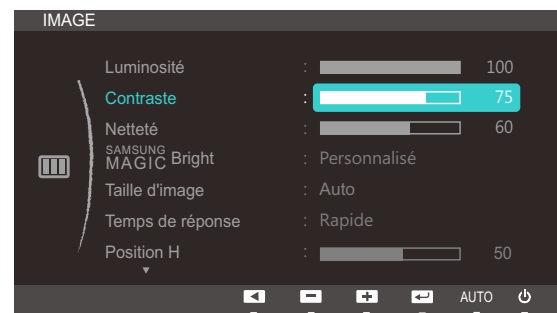 IMAGE
Luminosité : 100
Contraste : 75
Netteté : 60
SAMSUNG
MAGIC Bright : Personnalisé
Taille d'image : Auto
Temps de réponse : Rapide
Position H : 50
AUTO